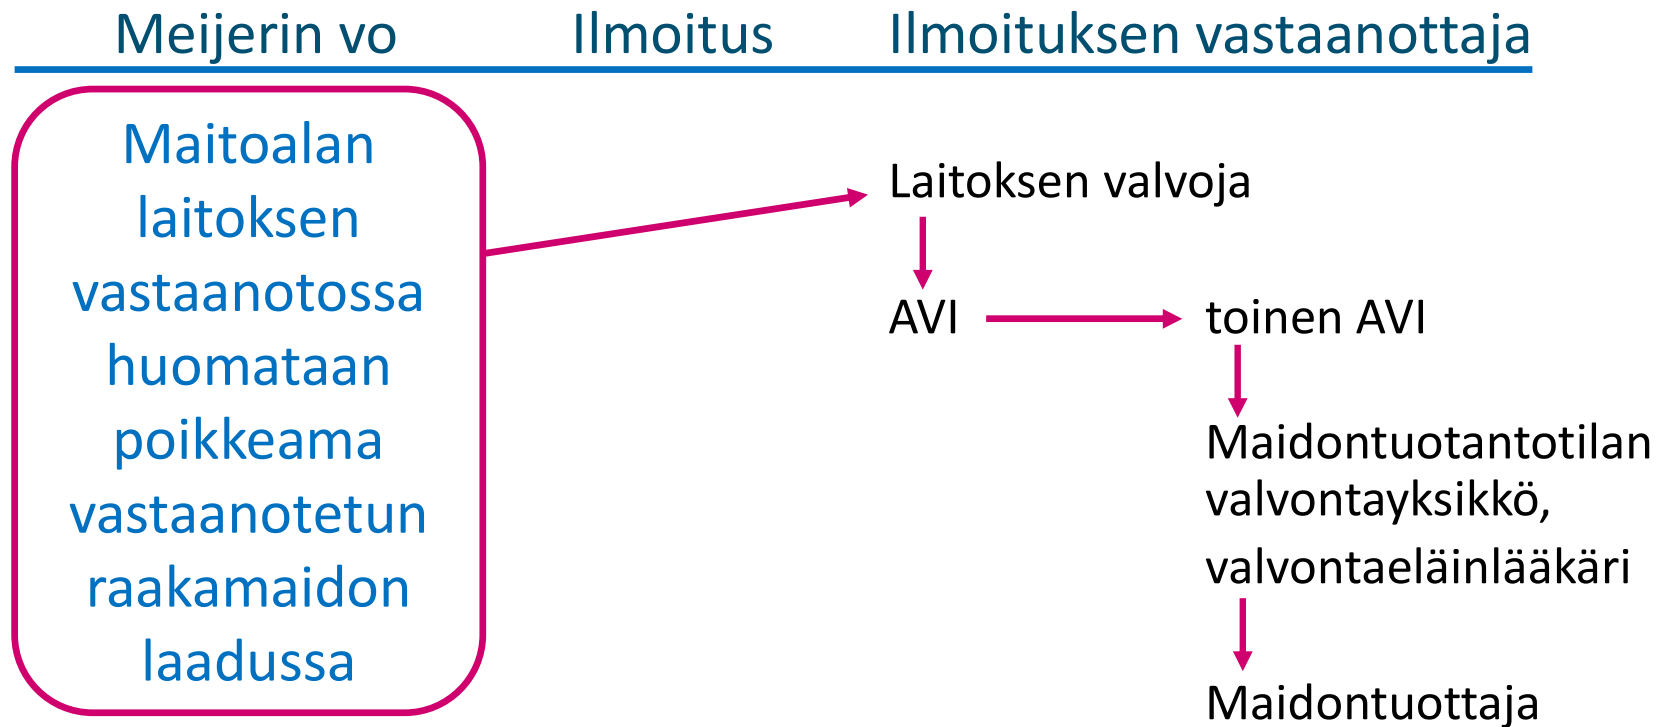 Meijerin vo Ilmoitus Ilmoituksen vastaanottaja
Maitoalan
laitoksen
vastaanotossa
huomataan
poikkeama
vastaanotetun
raakamaidon
laadussa
Laitoksen valvoja
AVI
toinen AVI
Maidontuotantotilan
valvontayksikkö,
valvontaeläinlääkäri
Maidontuottaja